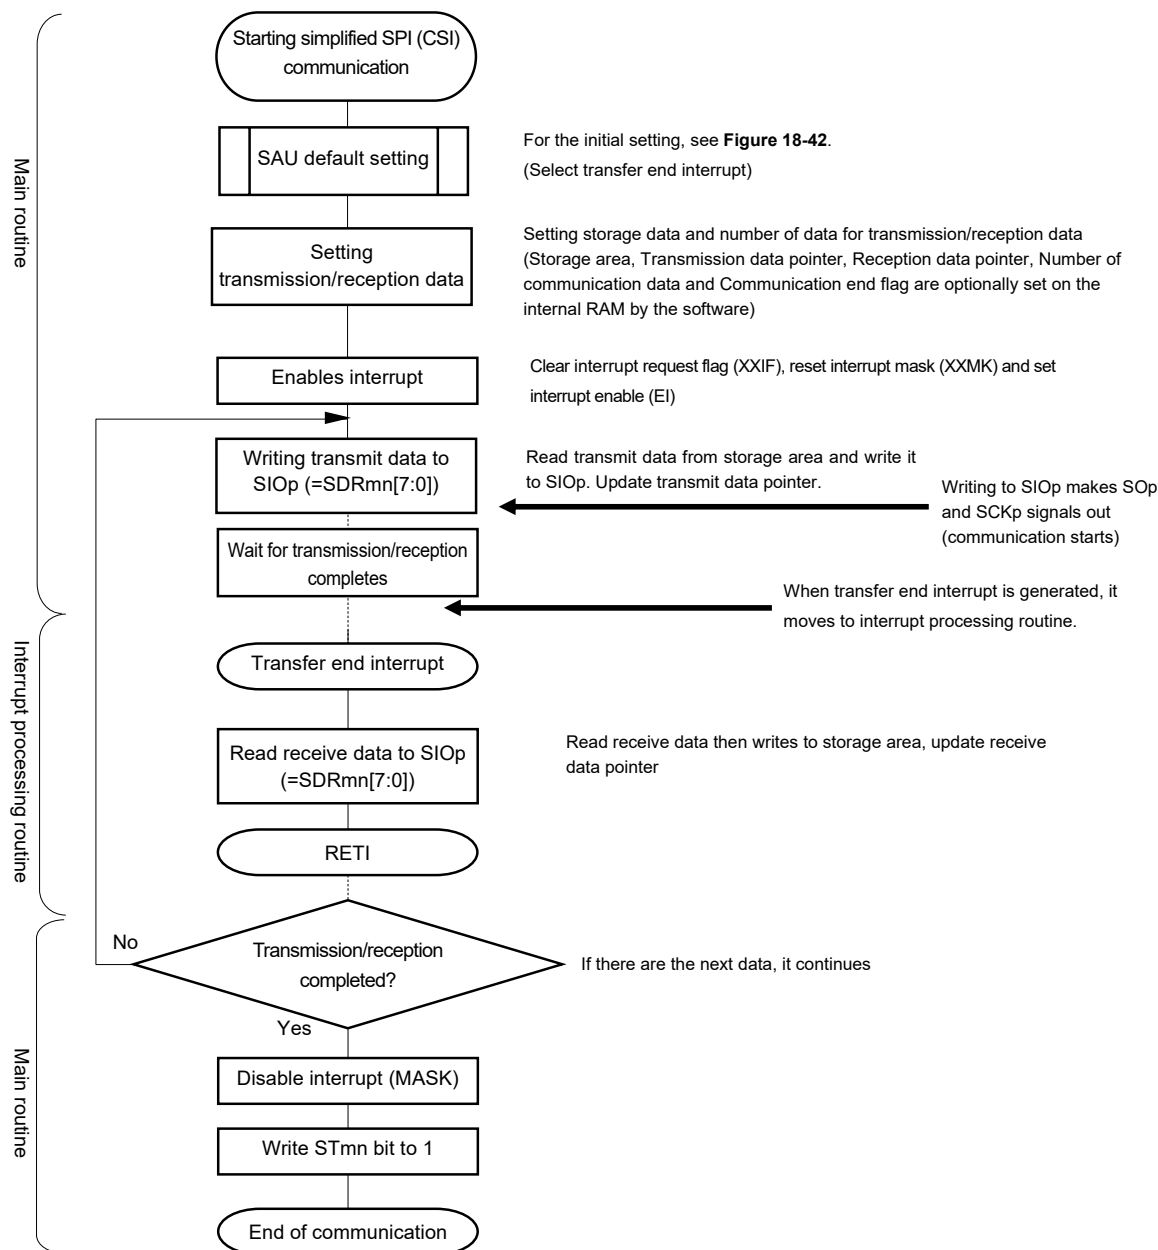 Starting simplified SPI (CSI)
communication
SAU default setting
For the initial setting, see Figure 18-42.
(Select transfer end interrupt)
Main routine
Setting
transmission/reception data
Setting storage data and number of data for transmission/reception data
(Storage area, Transmission data pointer, Reception data pointer, Number of
communication data and Communication end flag are optionally set on the
internal RAM by the software)
Enables interrupt
Clear interrupt request flag (XXIF), reset interrupt mask (XXMK) and set
interrupt enable (EI)
Writing transmit data to
SIOp (=SDRmn[7:0])
Read transmit data from storage area and write it
to SIOp. Update transmit data pointer.
Writing to SIOp makes SOp
and SCKp signals out
(communication starts)
Wait for transmission/reception
completes
When transfer end interrupt is generated, it
moves to interrupt processing routine.
Interrupt processing routine
Transfer end interrupt
Read receive data to SIOp
(=SDRmn[7:0])
Read receive data then writes to storage area, update receive
data pointer
RETI
No
Transmission/reception
completed?
If there are the next data, it continues
Yes
Main routine
Disable interrupt (MASK)
Write STmn bit to 1
End of communication